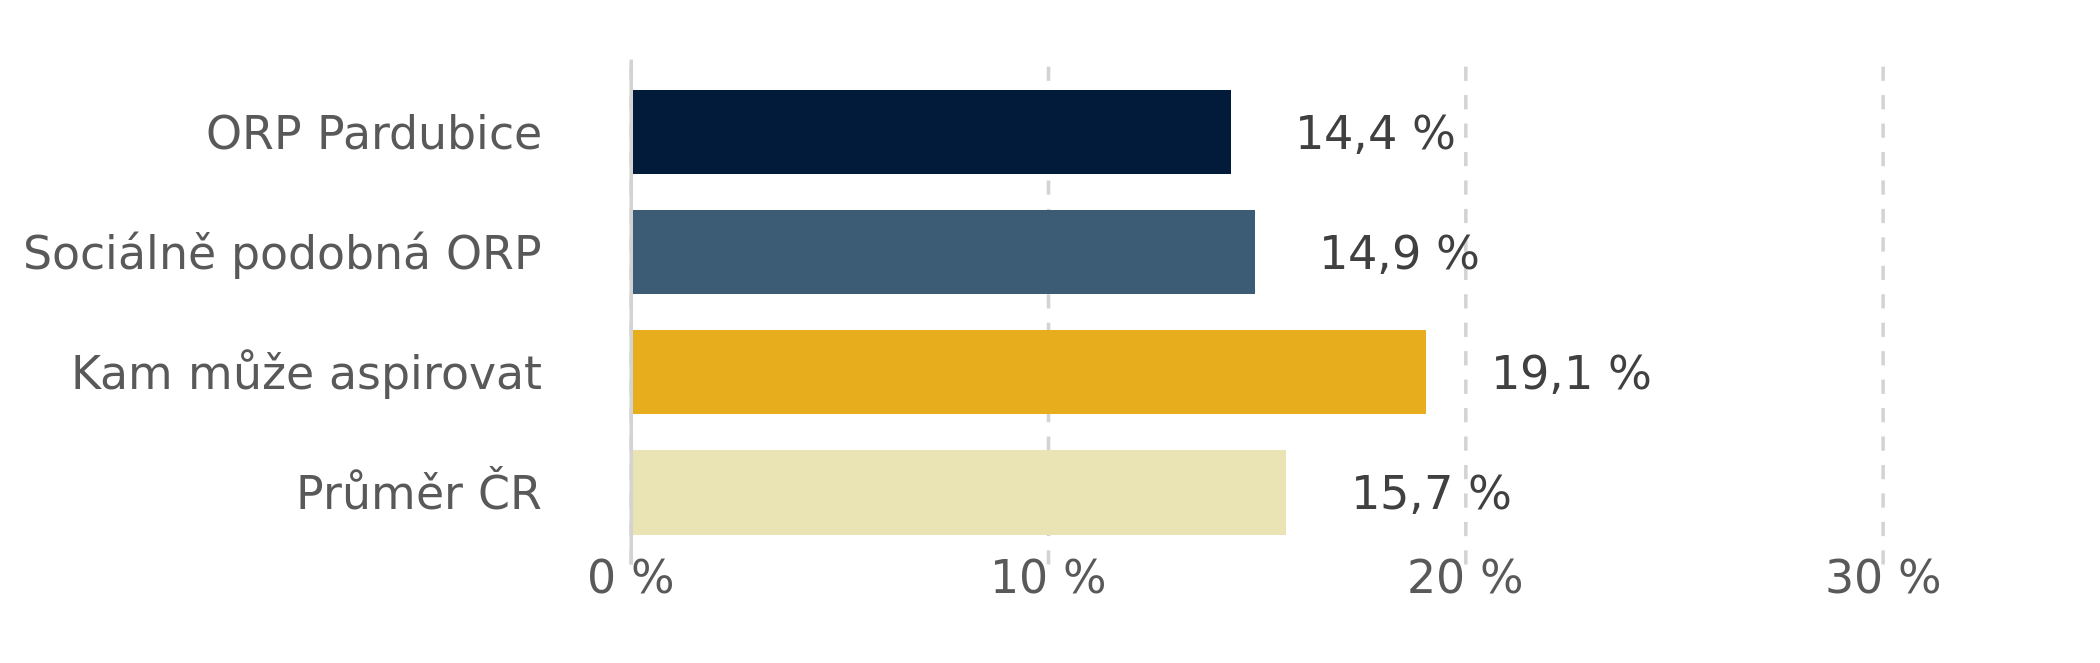 ORP Pardubice 14,4 %
Sociálně podobná ORP 14,9 %
Kam může aspirovat 19,1 %
Průměr ČR 15,7 %
0 % 10 % 20 % 30 %